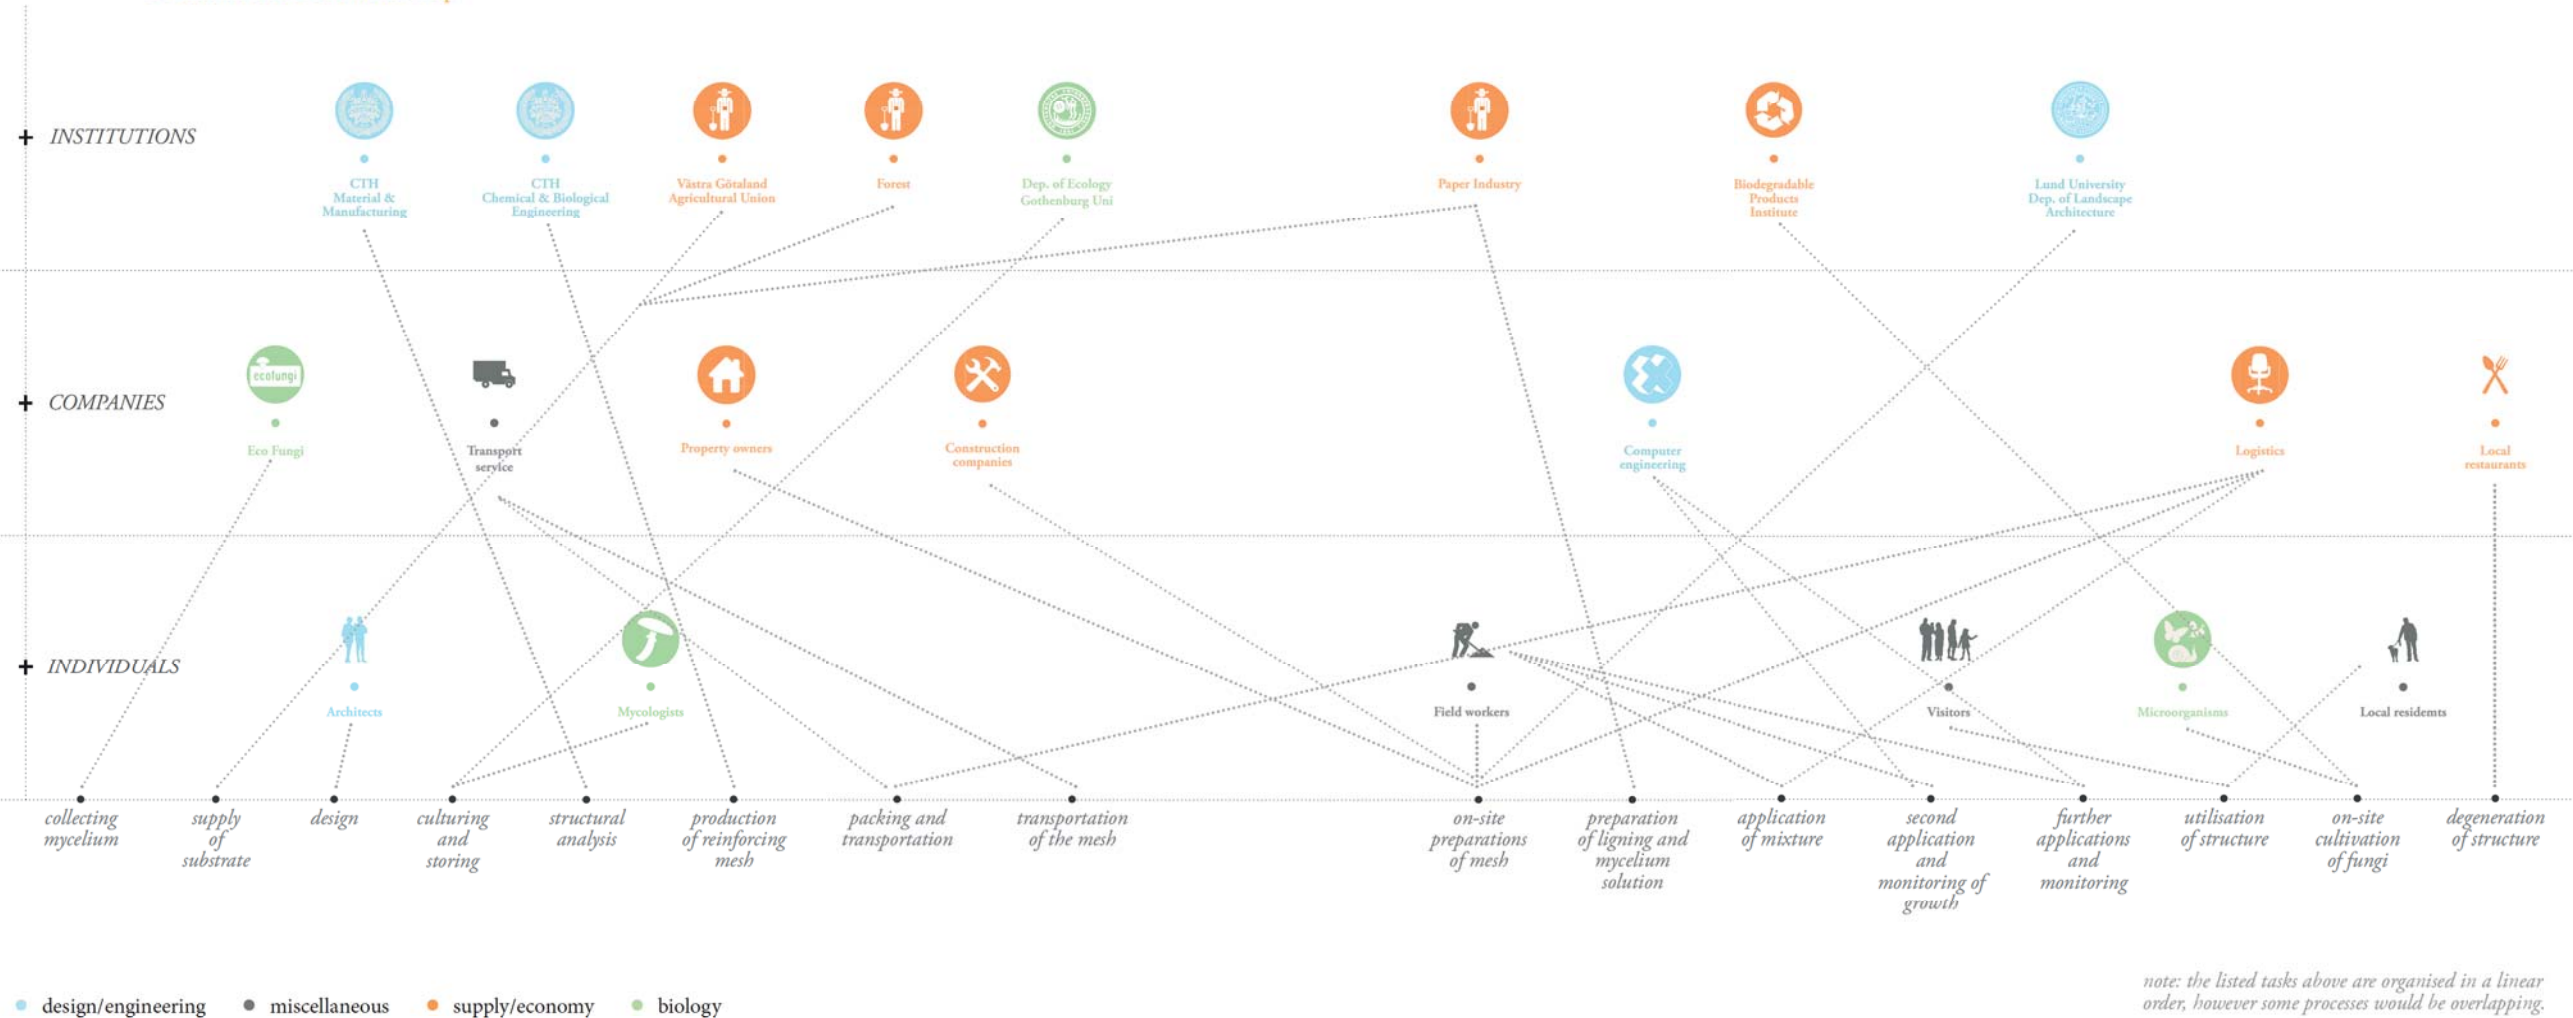 INSTITUTIONS
CTH
Material &
Manufacturing
CTH
Chemical & Biological
Engineering
Västra Götaland
Agricultural Union
Forest
Dep. of Ecology
Gothenburg Uni
Paper Industry
Biodegradable
Products
Institute
Lund University
Dep. of Landscape
Architecture
COMPANIES
ecofungi
Eco Fungi
Transport
service
Property owners
Construction
companies
Computer
engineering
Logistics
Local
restaurants
INDIVIDUALS
Architects
Mycologists
Field workers
Visitors
Microorganisms
Local residemts
collecting
mycelium
supply
of
substrate
design
culturing
and
storing
structural
analysis
production
of reinforcing
mesh
packing and
transportation
transportation
of the mesh
on-site
preparations
of mesh
preparation
of ligning and
mycelium
solution
application
of mixture
second
application
and
monitoring of
growth
further
applications
and
monitoring
utilisation
of structure
on-site
cultivation
of fungi
degeneration
of structure
design/engineering
miscellaneous
supply/economy
biology
note: the listed tasks above are organised in a linear
order, however some processes would be overlapping.